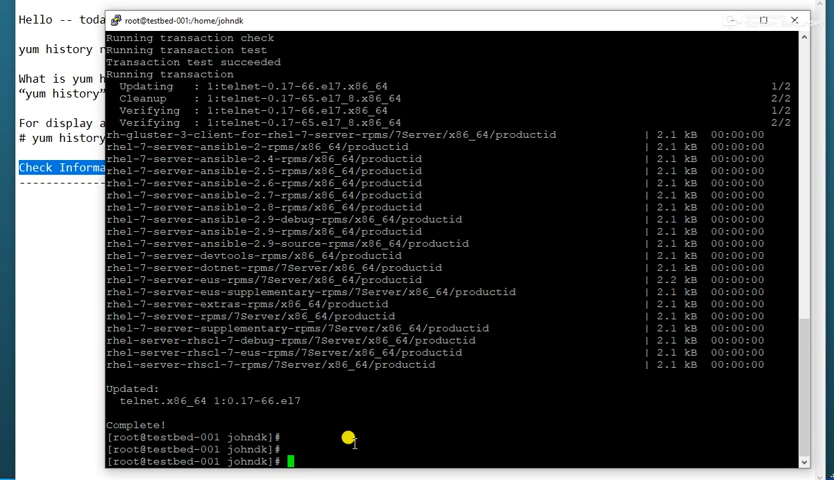 Hello -- toda
root@testbed-001:/home/johndk
yum history n
What is yum h
“yum history”
For display a
# yum history
Check Informa
--------------
Running transaction check
Running transaction test
Transaction test succeeded
Running transaction
Updating   : 1:telnet-0.17-66.el7.x86_64 1/2
Cleanup    : 1:telnet-0.17-65.el7_8.x86_64 2/2
Verifying  : 1:telnet-0.17-66.el7.x86_64 1/2
Verifying  : 1:telnet-0.17-65.el7_8.x86_64 2/2
rh-gluster-3-client-for-rhel-7-server-rpms/7Server/x86_64/productid | 2.1 kB  00:00:00
rhel-7-server-ansible-2-rpms/x86_64/productid | 2.1 kB  00:00:00
rhel-7-server-ansible-2.4-rpms/x86_64/productid | 2.1 kB  00:00:00
rhel-7-server-ansible-2.5-rpms/x86_64/productid | 2.1 kB  00:00:00
rhel-7-server-ansible-2.6-rpms/x86_64/productid | 2.1 kB  00:00:00
rhel-7-server-ansible-2.7-rpms/x86_64/productid | 2.1 kB  00:00:00
rhel-7-server-ansible-2.8-rpms/x86_64/productid | 2.1 kB  00:00:00
rhel-7-server-ansible-2.9-debug-rpms/x86_64/productid | 2.1 kB  00:00:00
rhel-7-server-ansible-2.9-rpms/x86_64/productid | 2.1 kB  00:00:00
rhel-7-server-ansible-2.9-source-rpms/x86_64/productid | 2.1 kB  00:00:00
rhel-7-server-devtools-rpms/x86_64/productid | 2.1 kB  00:00:00
rhel-7-server-dotnet-rpms/7Server/x86_64/productid | 2.1 kB  00:00:00
rhel-7-server-eus-rpms/7Server/x86_64/productid | 2.2 kB  00:00:00
rhel-7-server-eus-supplementary-rpms/7Server/x86_64/productid | 2.1 kB  00:00:00
rhel-7-server-extras-rpms/x86_64/productid | 2.1 kB  00:00:00
rhel-7-server-rpms/7Server/x86_64/productid | 2.1 kB  00:00:00
rhel-7-server-supplementary-rpms/7Server/x86_64/productid | 2.1 kB  00:00:00
rhel-server-rhscl-7-debug-rpms/7Server/x86_64/productid | 2.1 kB  00:00:00
rhel-server-rhscl-7-eus-rpms/7Server/x86_64/productid | 2.1 kB  00:00:00
rhel-server-rhscl-7-rpms/7Server/x86_64/productid | 2.1 kB  00:00:00
Updated:
telnet.x86_64 1:0.17-66.el7
Complete!
[root@testbed-001 johndk]#
[root@testbed-001 johndk]#
[root@testbed-001 johndk]#